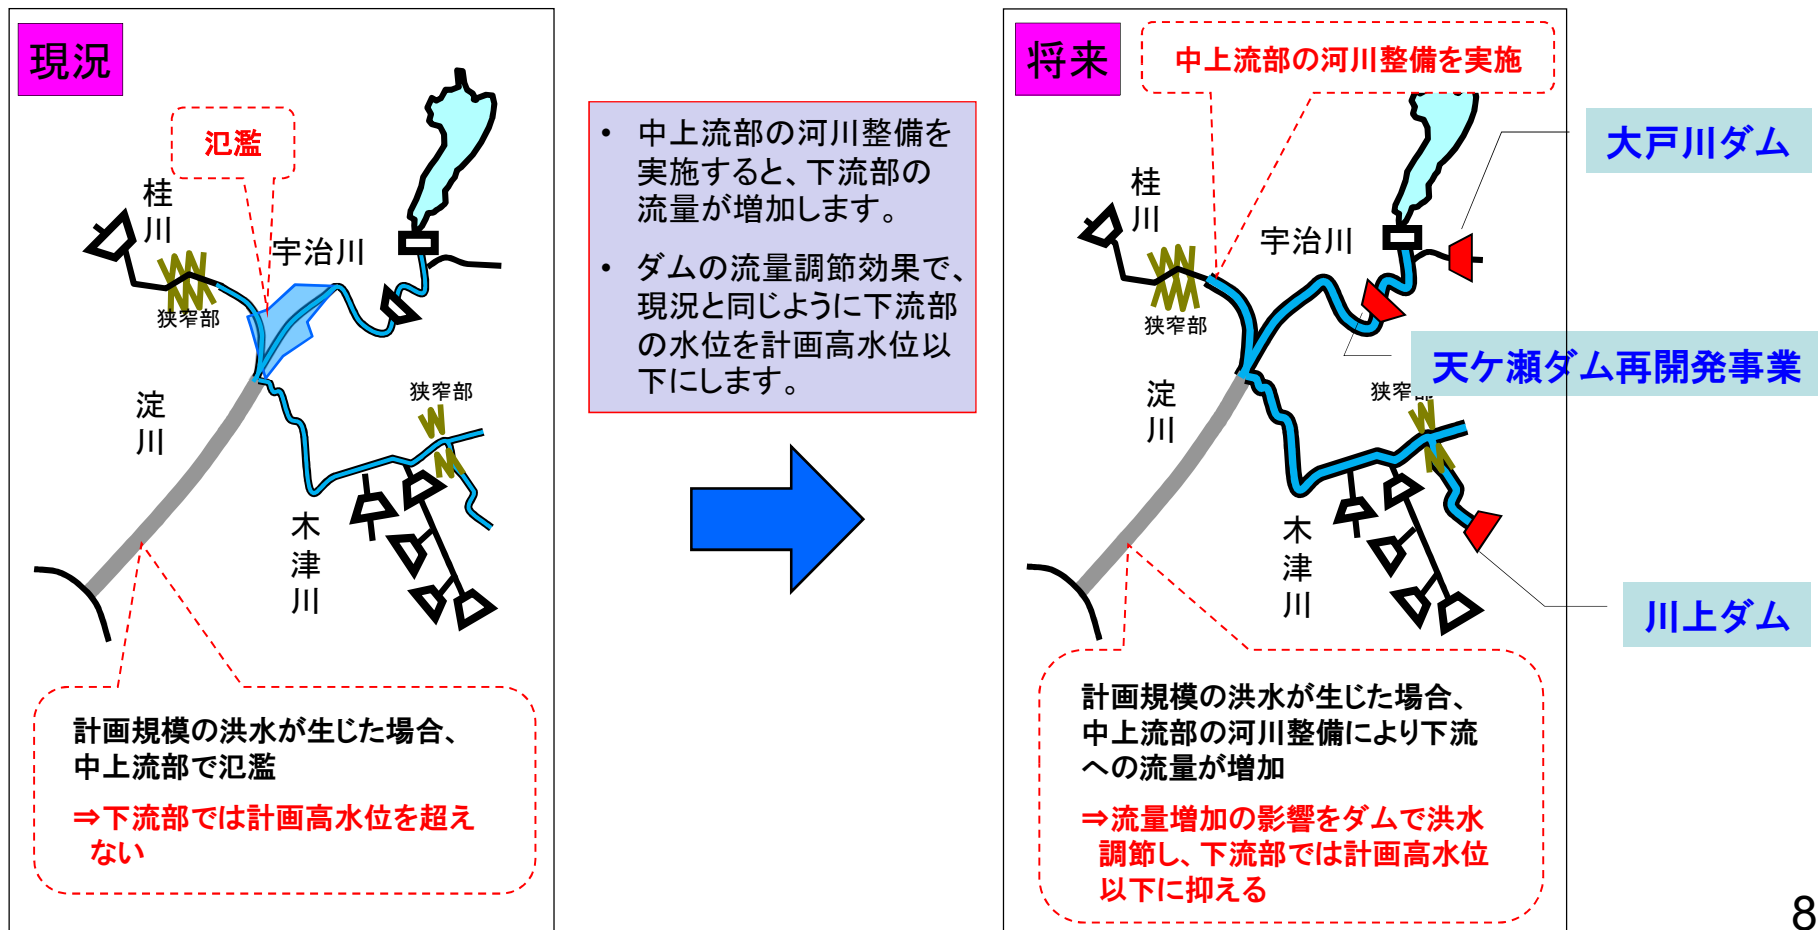 現況
氾濫
桂川
宇治川
狭窄部
淀川
狭窄部
木津川
計画規模の洪水が生じた場合、
中上流部で氾濫
⇒下流部では計画高水位を超え
ない
• 中上流部の河川整備を
実施すると、下流部の
流量が増加します。
• ダムの流量調節効果で、
現況と同じように下流部
の水位を計画高水位以
下にします。
将来
中上流部の河川整備を実施
大戸川ダム
桂川
宇治川
狭窄部
天ケ瀬ダム再開発事業
淀川
狭窄部
木津川
川上ダム
計画規模の洪水が生じた場合、
中上流部の河川整備により下流
への流量が増加
⇒流量増加の影響をダムで洪水
調節し、下流部では計画高水位
以下に抑える
8